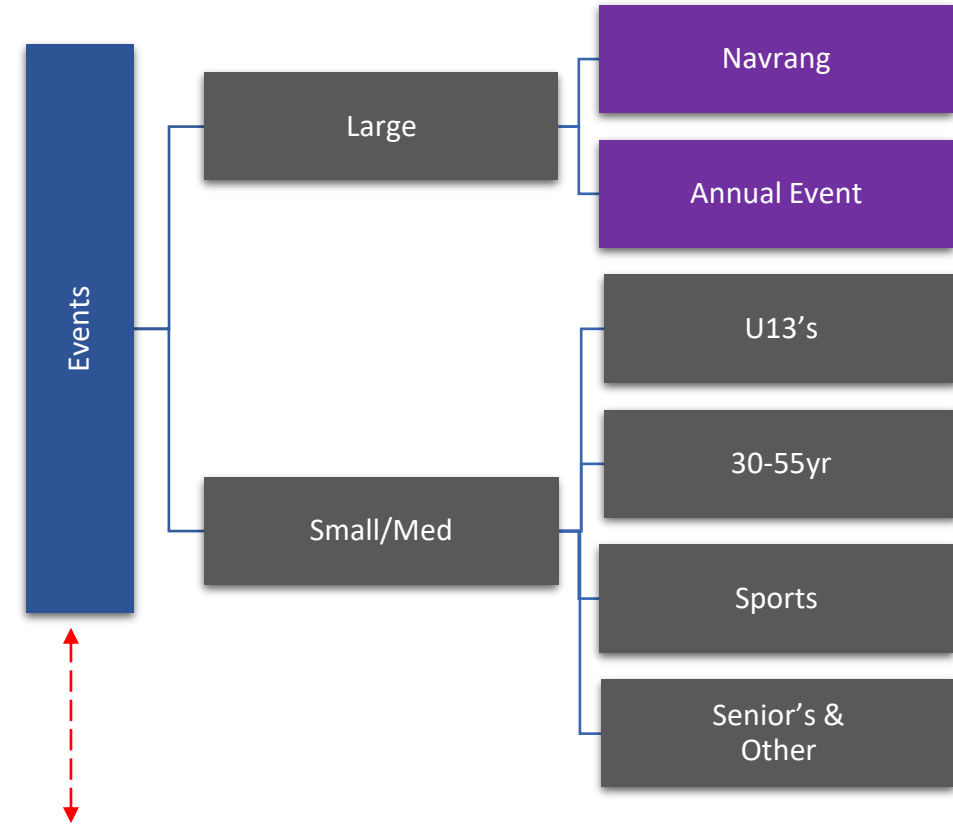 Events
Large
Navrang
Annual Event
Small/Med
U13’s
30-55yr
Sports
Senior’s &
Other